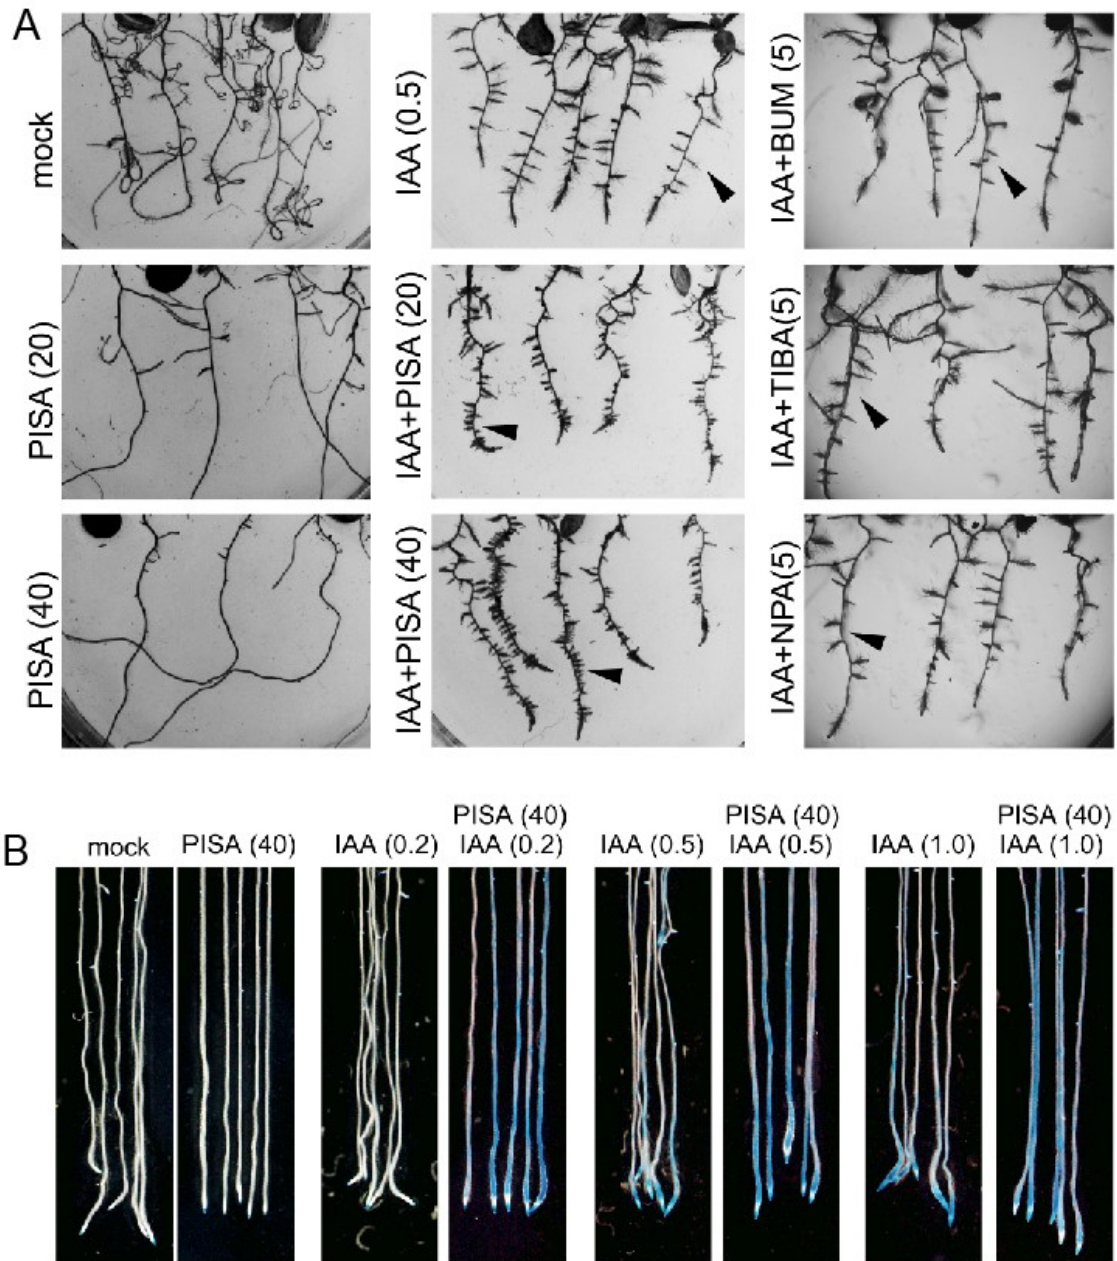 A
mock
IAA (0.5)
IAA+BUM (5)
PISA (20)
IAA+PISA (20)
IAA+TIBA(5)
PISA (40)
IAA+PISA (40)
IAA+NPA(5)
B
mock
PISA (40)
IAA (0.2)
PISA (40)
IAA (0.2)
IAA (0.5)
PISA (40)
IAA (0.5)
IAA (1.0)
PISA (40)
IAA (1.0)